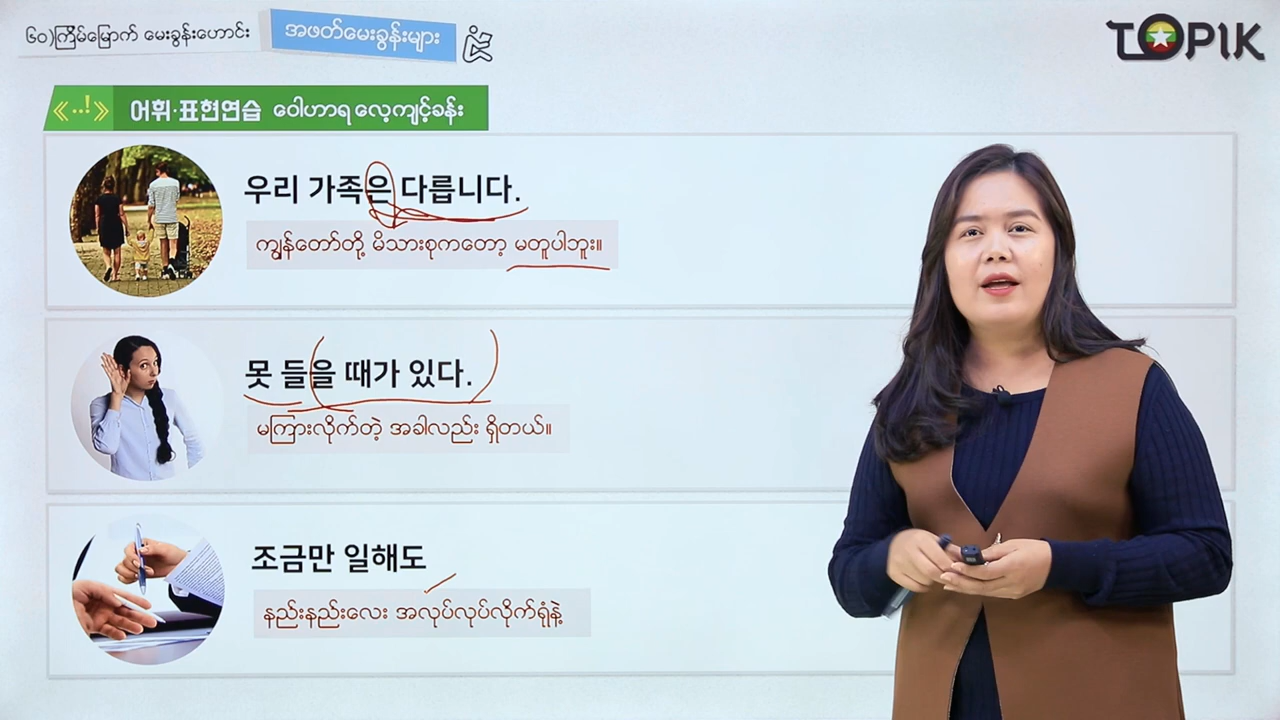 ၆၀)ကြိမ်မြောက် မေးခွန်းဟောင်း
အဖတ်မေးခွန်းများ
TOPIK
《..!》 어휘·표현연습 ဝေါဟာရ လေ့ကျင့်ခန်း
우리 가족은 다릅니다.
ကျွန်တော်တို့ မိသားစုကတော့ မတူပါဘူး။
못 들을 때가 있다.
မကြားလိုက်တဲ့ အခါလည်း ရှိတယ်။
조금만 일해도
နည်းနည်းလေး အလုပ်လုပ်လိုက်ရုံနဲ့